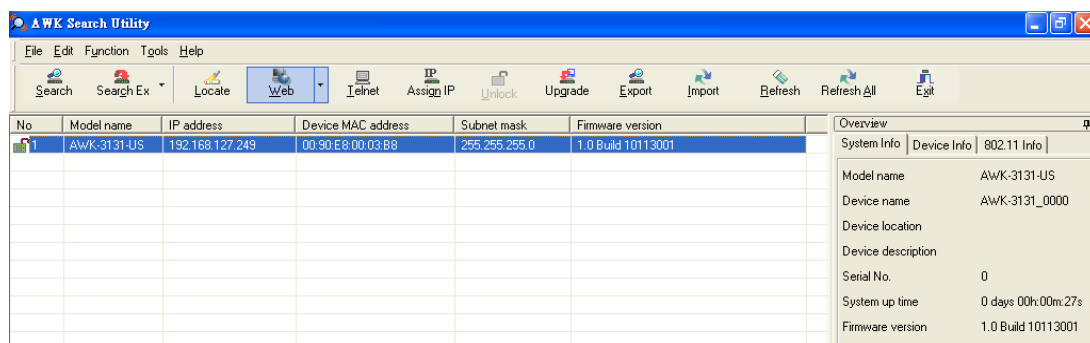 AWK Search Utility
File Edit Function Tools Help
Search Search Ex Locate Web Telnet IP Assign IP Unlock Upgrade Export Import Refresh Refresh All Exit
No Model name IP address Device MAC address Subnet mask Firmware version
1 AWK-3131-US 192.168.127.249 00:90:E8:00:03:B8 255.255.255.0 1.0 Build 10113001
Overview
System Info Device Info 802.11 Info
Model name AWK-3131-US
Device name AWK-3131_0000
Device location
Device description
Serial No. 0
System up time 0 days 00h:00m:27s
Firmware version 1.0 Build 10113001